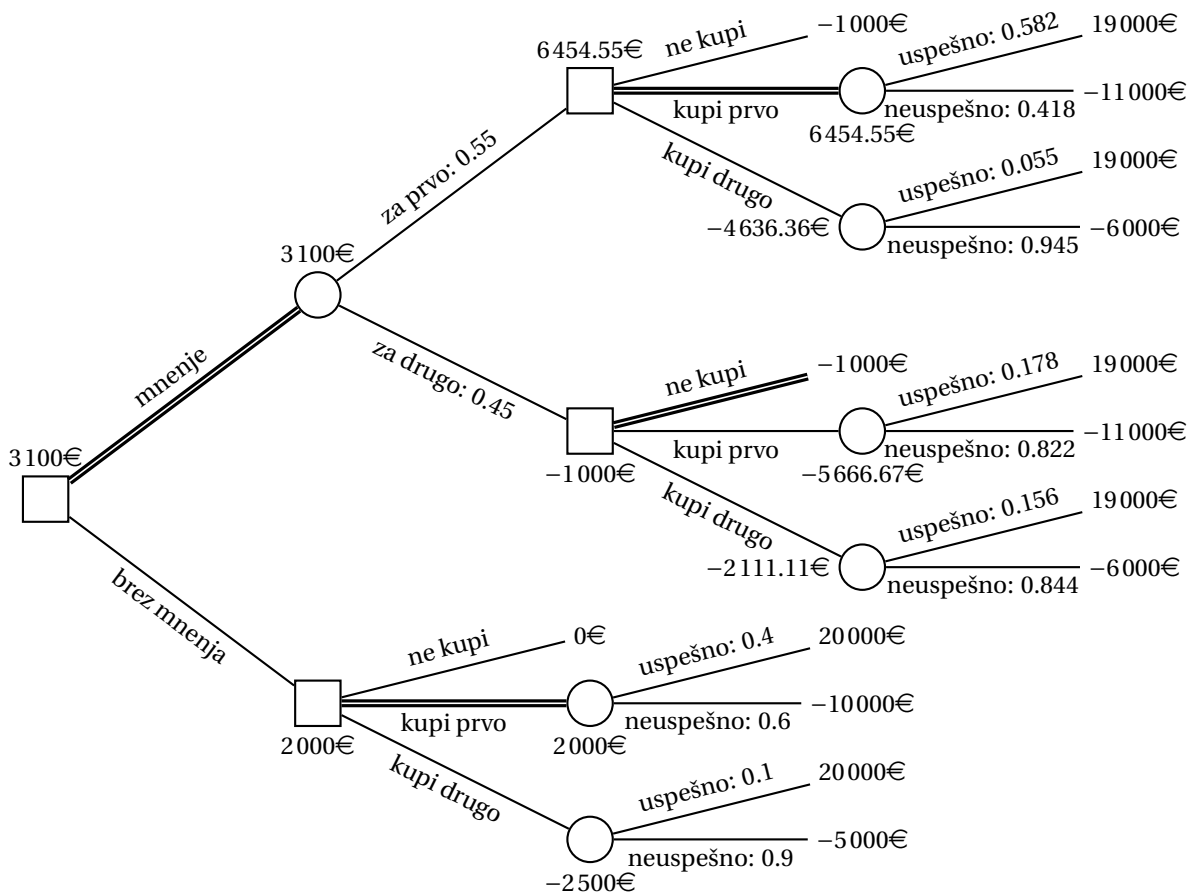 ne kupi
−1000€
uspešno: 0.582
19000€
6454.55€
kupi prvo
6454.55€
neuspešno: 0.418
−11000€
za prvo: 0.55
kupi drugo
−4636.36€
uspešno: 0.055
19000€
neuspešno: 0.945
−6000€
3100€
mnenje
za drugo: 0.45
ne kupi
−1000€
uspešno: 0.178
19000€
−1000€
kupi prvo
−5666.67€
neuspešno: 0.822
−11000€
3100€
kupi drugo
−2111.11€
uspešno: 0.156
19000€
neuspešno: 0.844
−6000€
brez mnenja
ne kupi
0€
uspešno: 0.4
20000€
2000€
kupi prvo
2000€
neuspešno: 0.6
−10000€
kupi drugo
uspešno: 0.1
20000€
neuspešno: 0.9
−5000€
−2500€